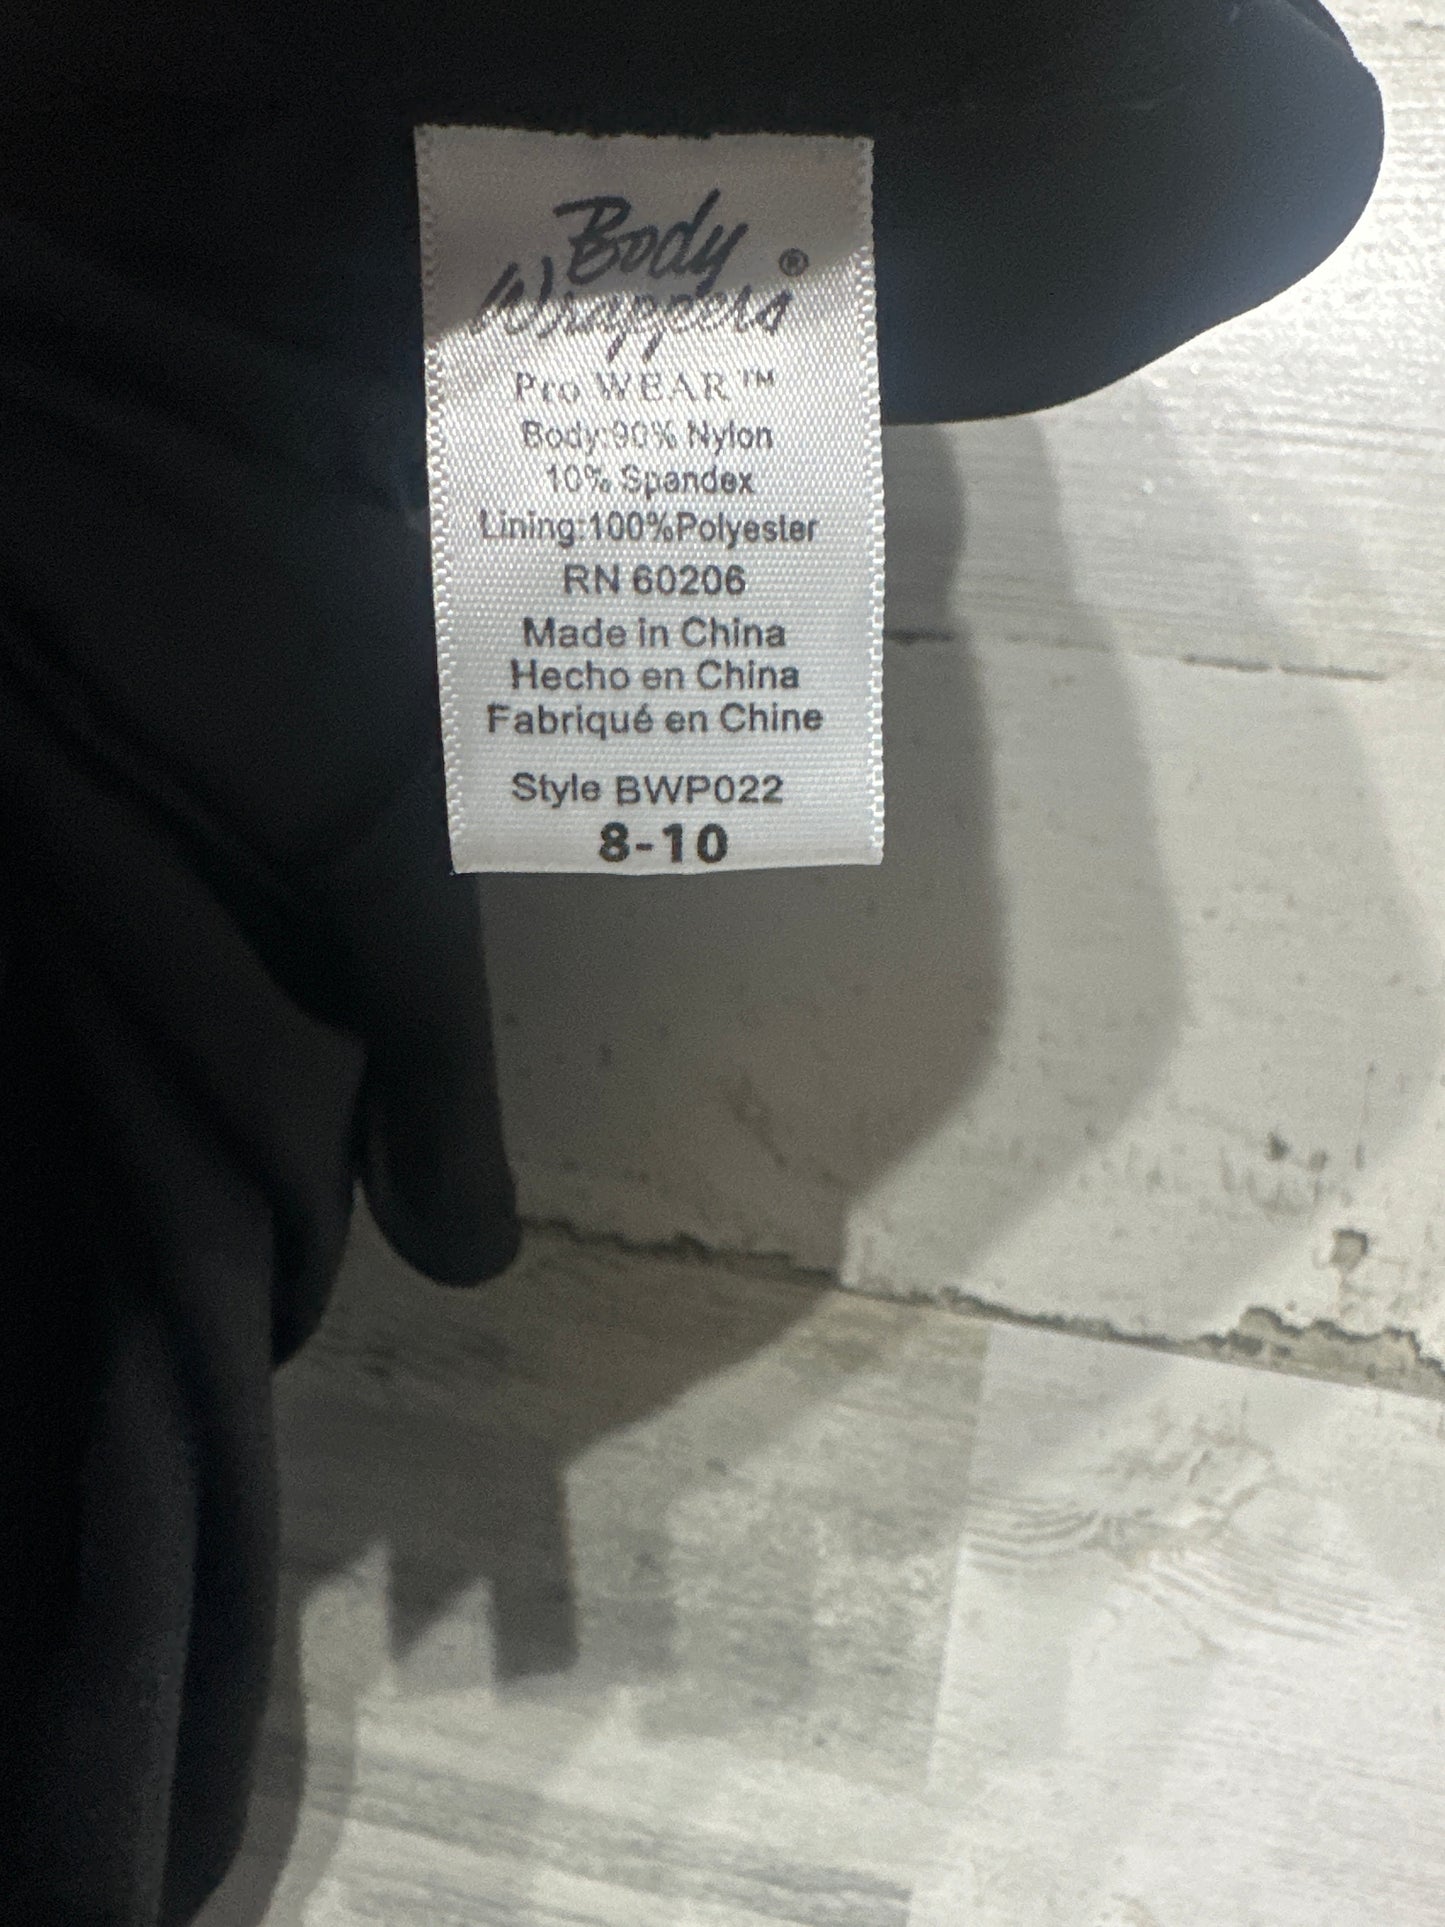 Body
Wrappers®
Pro WEAR™
Body:90% Nylon
10% Spandex
Lining:100%Polyester
RN 60206
Made in China
Hecho en China
Fabriqué en Chine
Style BWP022
8-10